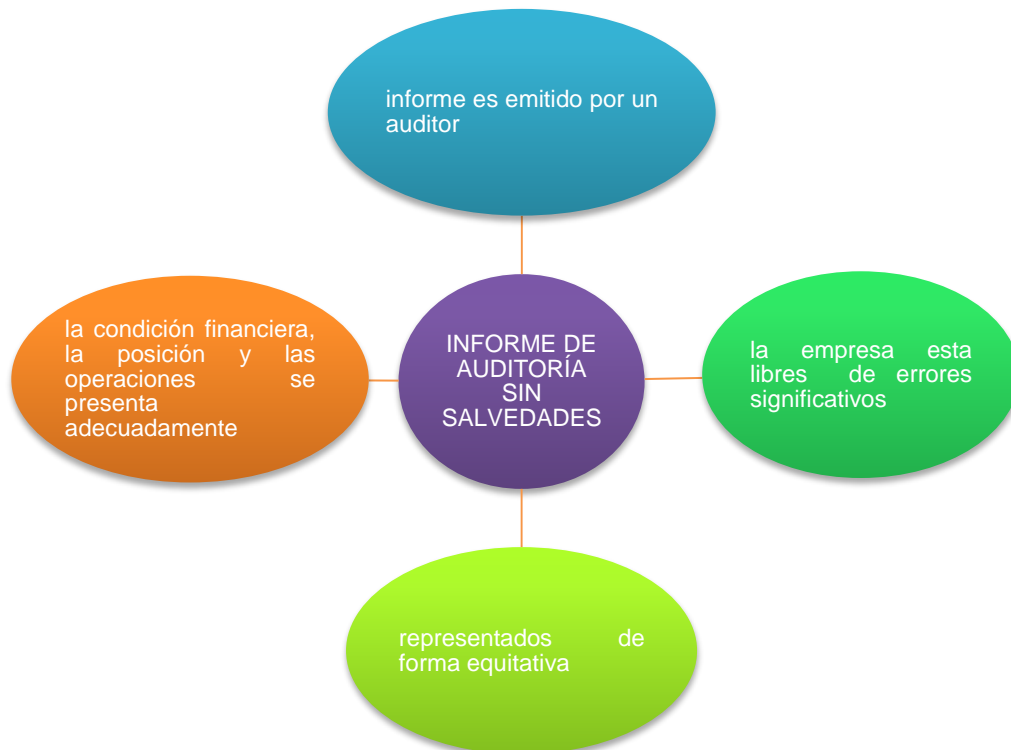 informe es emitido por un
auditor
la condición financiera,
la posición y las
operaciones se
presenta
adecuadamente
INFORME DE
AUDITORÍA
SIN
SALVEDADES
la empresa esta
libres de errores
significativos
representados de
forma equitativa